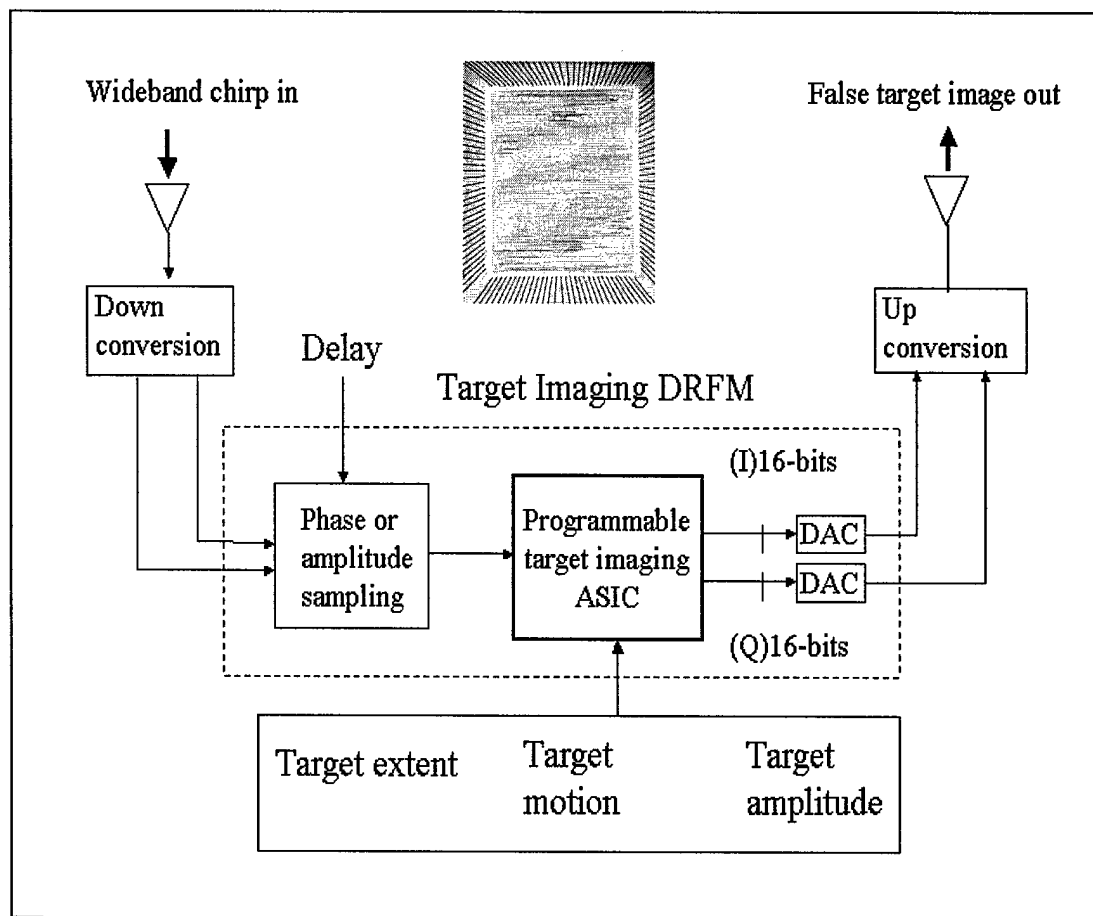 Wideband chirp in
False target image out
Down
conversion
Up
conversion
Delay
Target Imaging DRFM
Phase or
amplitude
sampling
Programmable
target imaging
ASIC
(I)16-bits
DAC
DAC
(Q)16-bits
Target extent
Target
motion
Target
amplitude